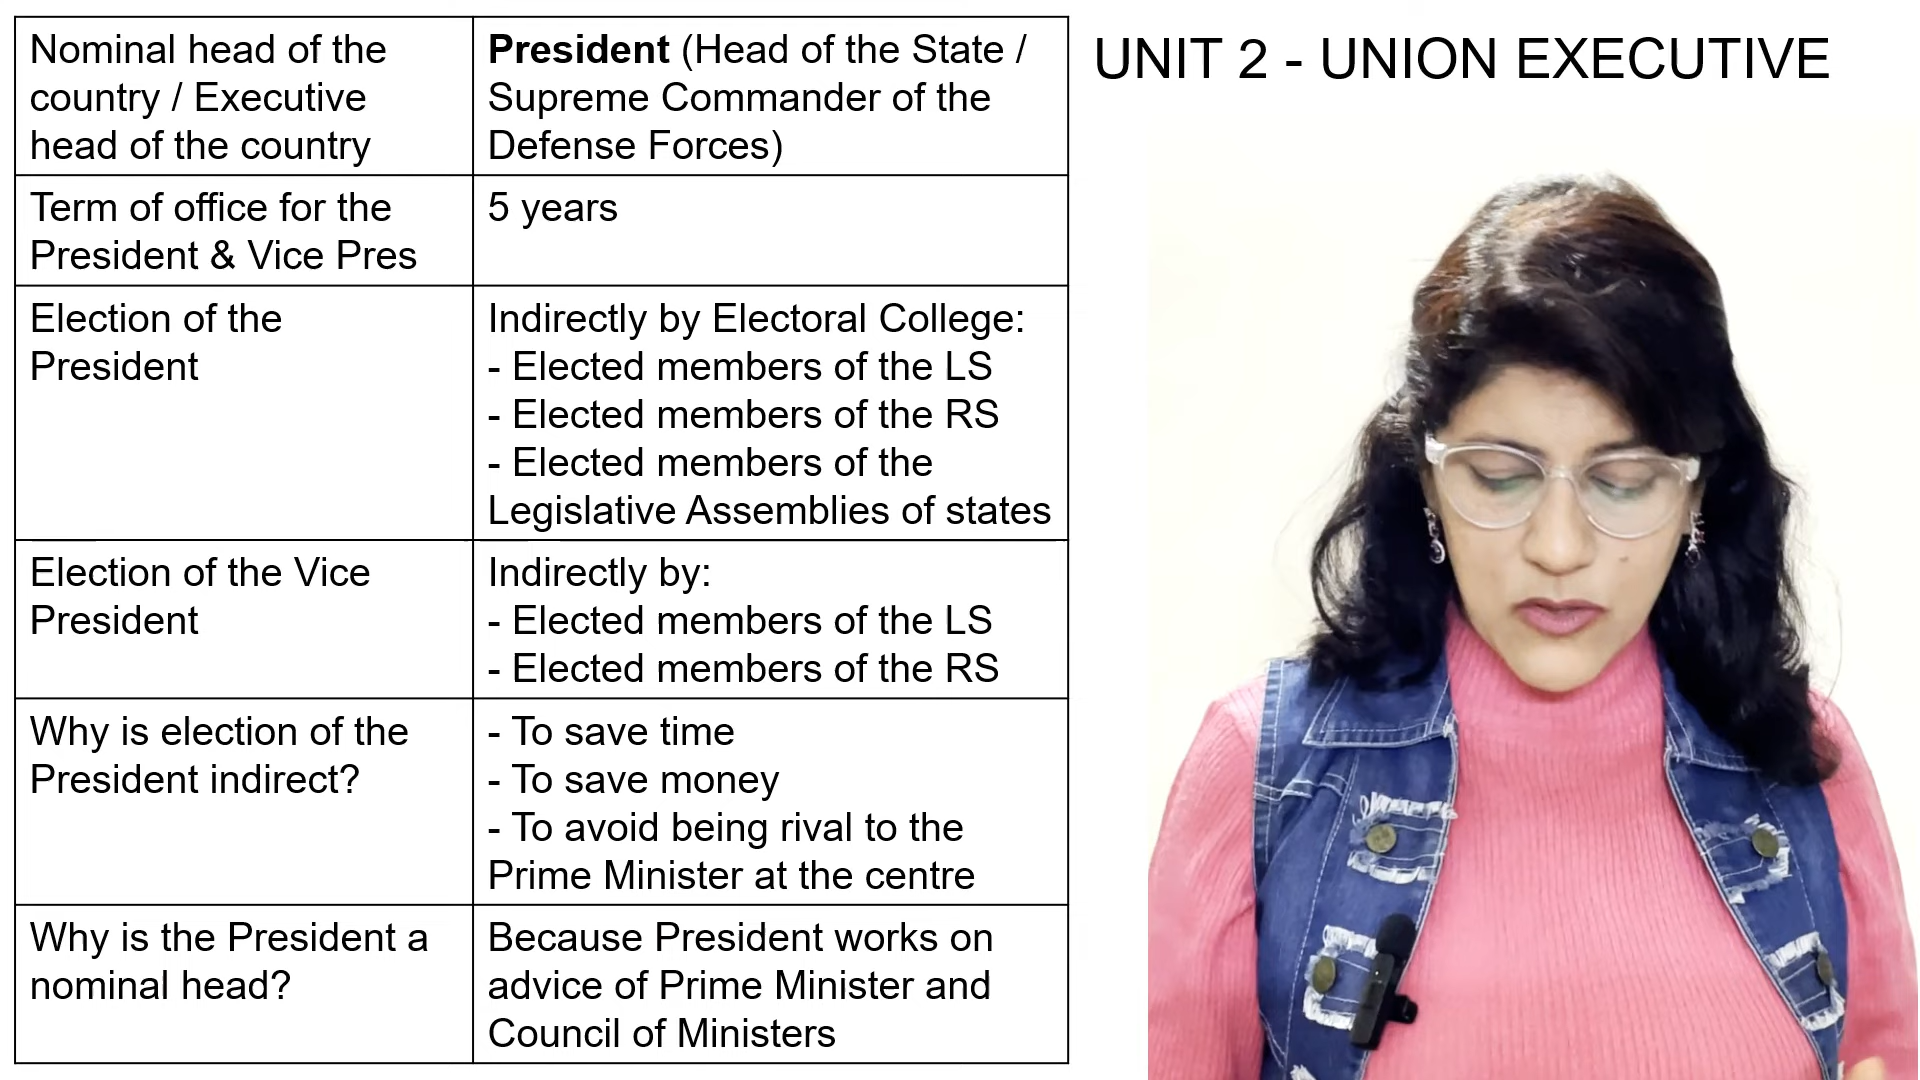 UNIT 2 - UNION EXECUTIVE
Nominal head of the
country / Executive
head of the country
President (Head of the State /
Supreme Commander of the
Defense Forces)
Term of office for the
President & Vice Pres
5 years
Election of the
President
Indirectly by Electoral College:
- Elected members of the LS
- Elected members of the RS
- Elected members of the
Legislative Assemblies of states
Election of the Vice
President
Indirectly by:
- Elected members of the LS
- Elected members of the RS
Why is election of the
President indirect?
- To save time
- To save money
- To avoid being rival to the
Prime Minister at the centre
Why is the President a
nominal head?
Because President works on
advice of Prime Minister and
Council of Ministers